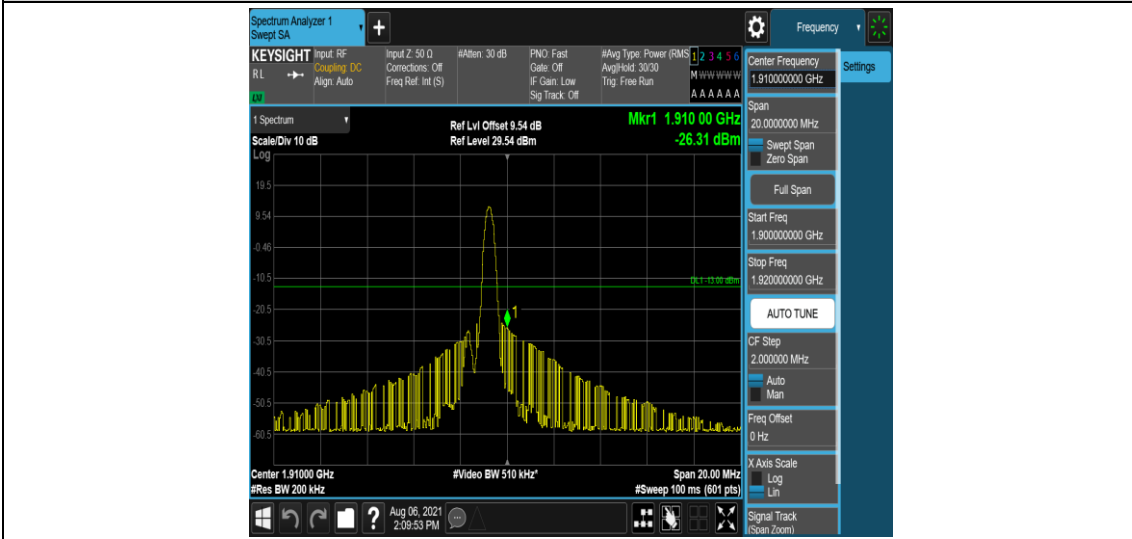 Spectrum Analyzer 1
Swept SA
+
Frequency
KEYSIGHT
RL
Input: RF
Coupling: DC
Align: Auto
Input Z: 50 Ω
Corrections: Off
Freq Ref: Int (S)
#Atten: 30 dB
PNO: Fast
Gate: Off
IF Gain: Low
Sig Track: Off
#Avg Type: Power (RMS
Avg|Hold: 30/30
Trig: Free Run
1 2 3 4 5 6
M W W W W W
A A A A A A
1 Spectrum
Scale/Div 10 dB
Log
Ref Lvl Offset 9.54 dB
Ref Level 29.54 dBm
Mkr1 1.910 00 GHz
-26.31 dBm
19.5
9.54
-0.46
-10.5
-20.5
-30.5
-40.5
-50.5
-60.5
DL1 -13.00 dBm
1
Center 1.91000 GHz
#Res BW 200 kHz
#Video BW 510 kHz*
Span 20.00 MHz
#Sweep 100 ms (601 pts)
?
Aug 06, 2021
2:09:53 PM
Center Frequency
1.910000000 GHz
Span
20.0000000 MHz
Swept Span
Zero Span
Full Span
Start Freq
1.900000000 GHz
Stop Freq
1.920000000 GHz
AUTO TUNE
CF Step
2.000000 MHz
Auto
Man
Freq Offset
0 Hz
X Axis Scale
Log
Lin
Signal Track
(Span Zoom)
Settings